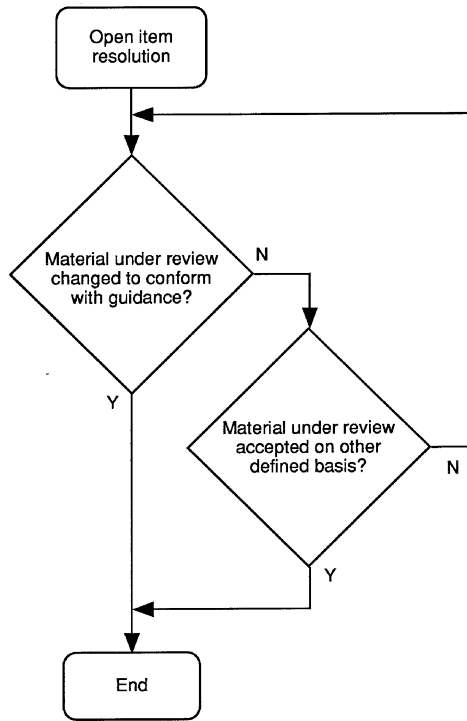 Open item
resolution
Material under review
changed to conform
with guidance?
N
Y
Material under review
accepted on other
defined basis?
N
Y
End